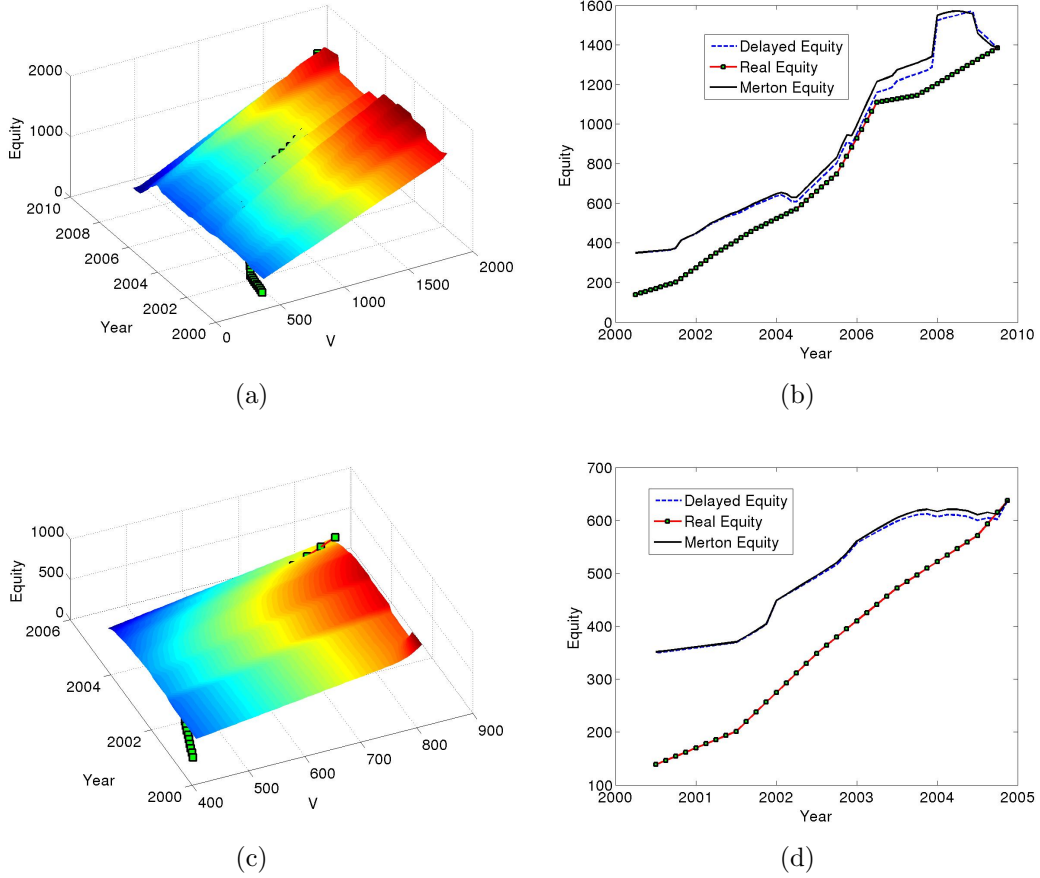 2000
1000
0
Equity
2010
2008
2006
2004
2002
2000
Year
0
500
1000
1500
2000
V
(a)
1600
1400
1200
1000
800
600
400
200
0
Equity
Delayed Equity
Real Equity
Merton Equity
2000
2002
2004
2006
2008
2010
Year
(b)
1000
500
0
Equity
2006
2004
2002
2000
Year
400
500
600
700
800
900
V
(c)
700
600
500
400
300
200
100
Equity
Delayed Equity
Real Equity
Merton Equity
2000
2001
2002
2003
2004
2005
Year
(d)